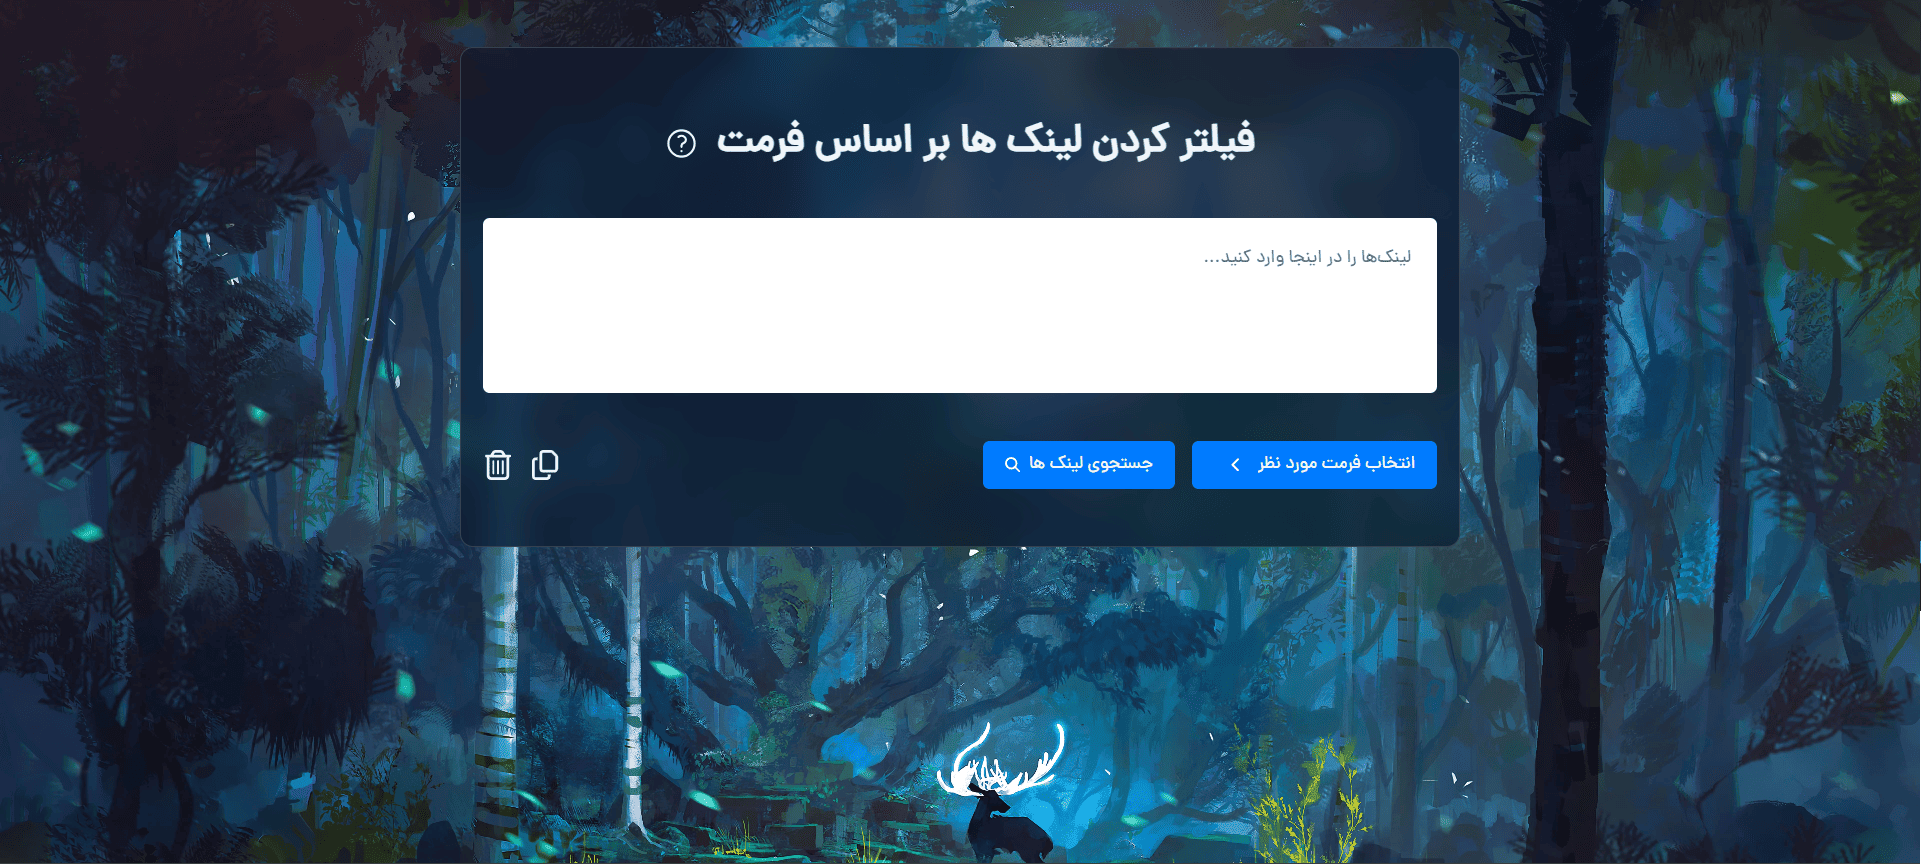 فیلتر کردن لینک ها بر اساس فرمت
لینک‌ها را در اینجا وارد کنید...
انتخاب فرمت مورد نظر
جستجوی لینک ها